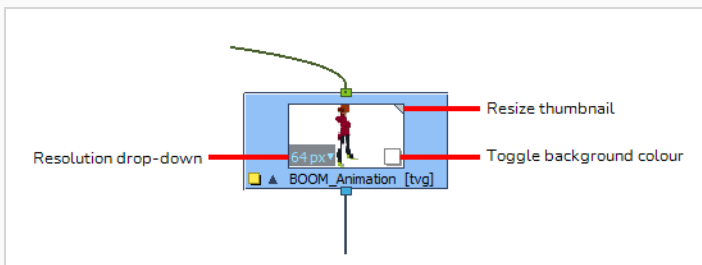 Resize thumbnail
Resolution drop-down
64 px
Toggle background colour
BOOM_Animation [tvg]